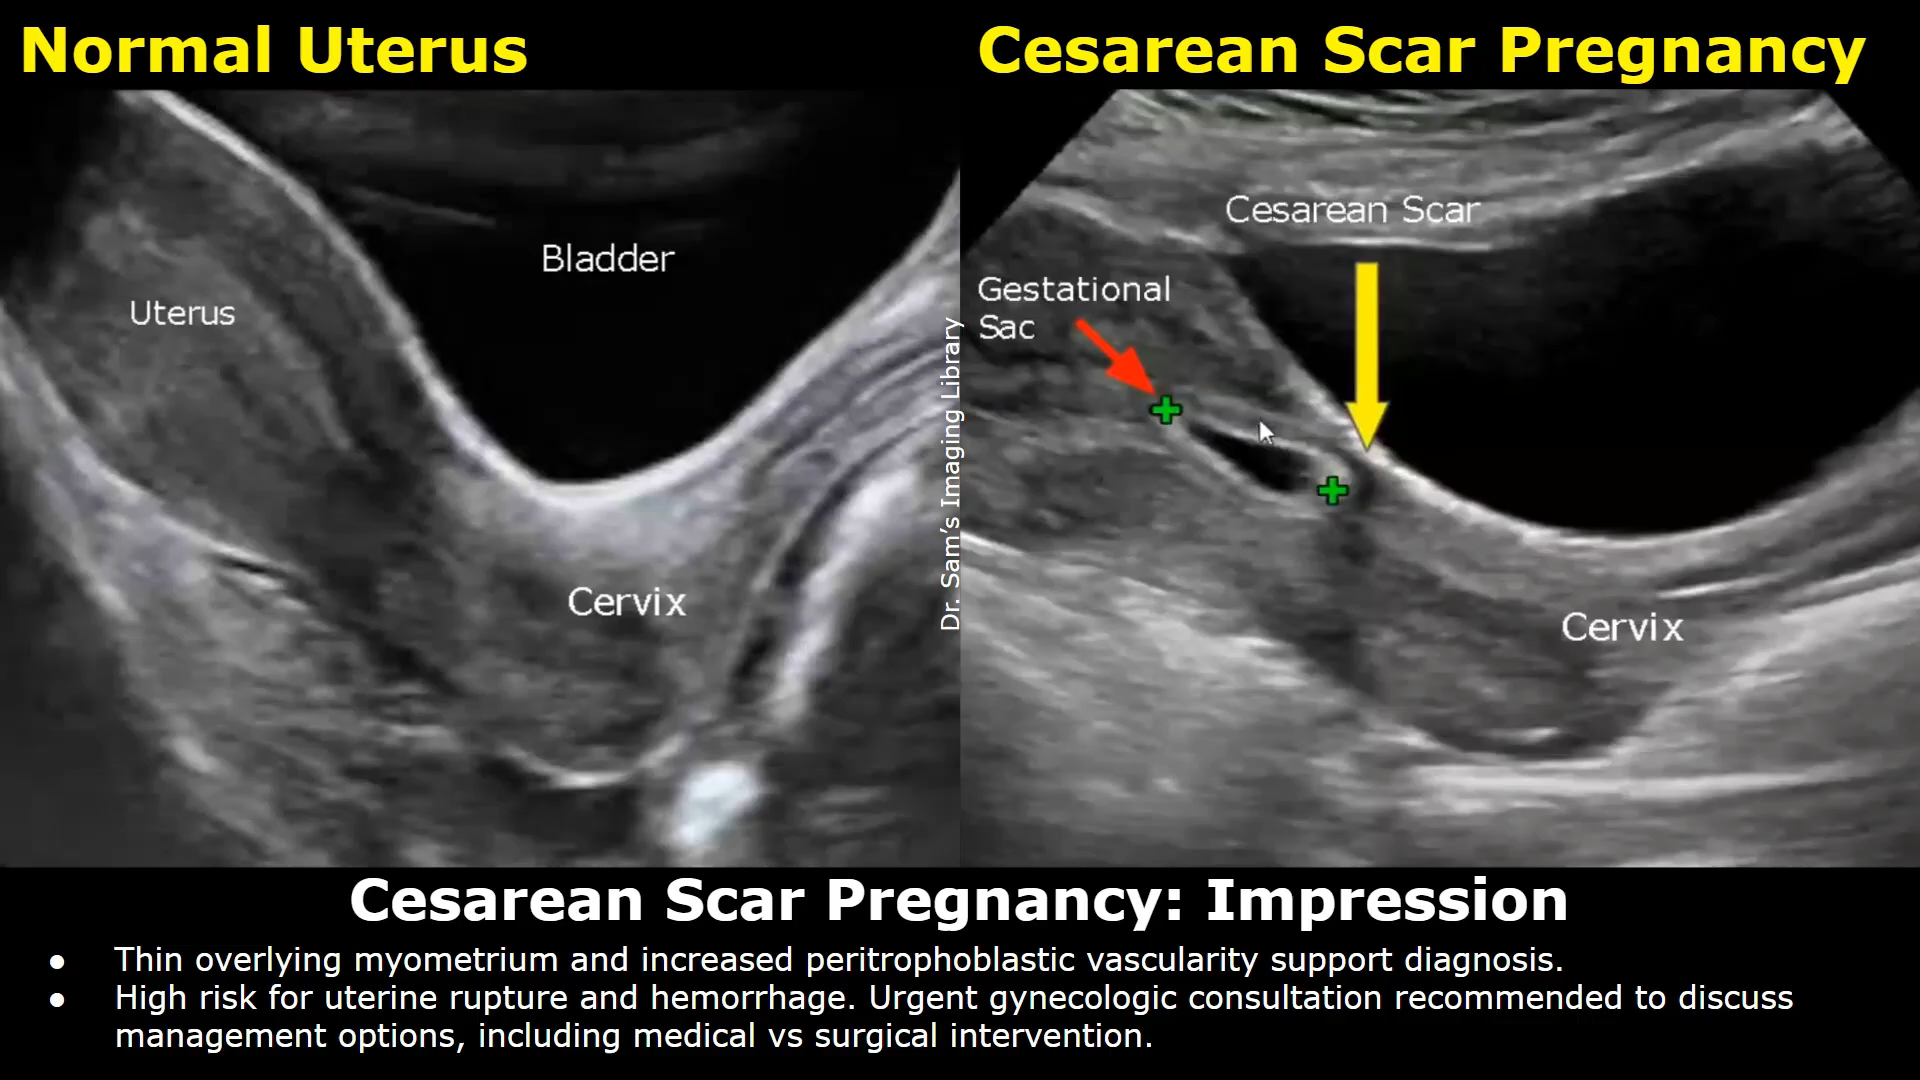 Normal Uterus
Cesarean Scar Pregnancy
Bladder
Uterus
Cervix
Dr. Sam’s Imaging Library
Cesarean Scar
Gestational
Sac
Cervix
Cesarean Scar Pregnancy: Impression
● Thin overlying myometrium and increased peritrophoblastic vascularity support diagnosis.
● High risk for uterine rupture and hemorrhage. Urgent gynecologic consultation recommended to discuss
management options, including medical vs surgical intervention.